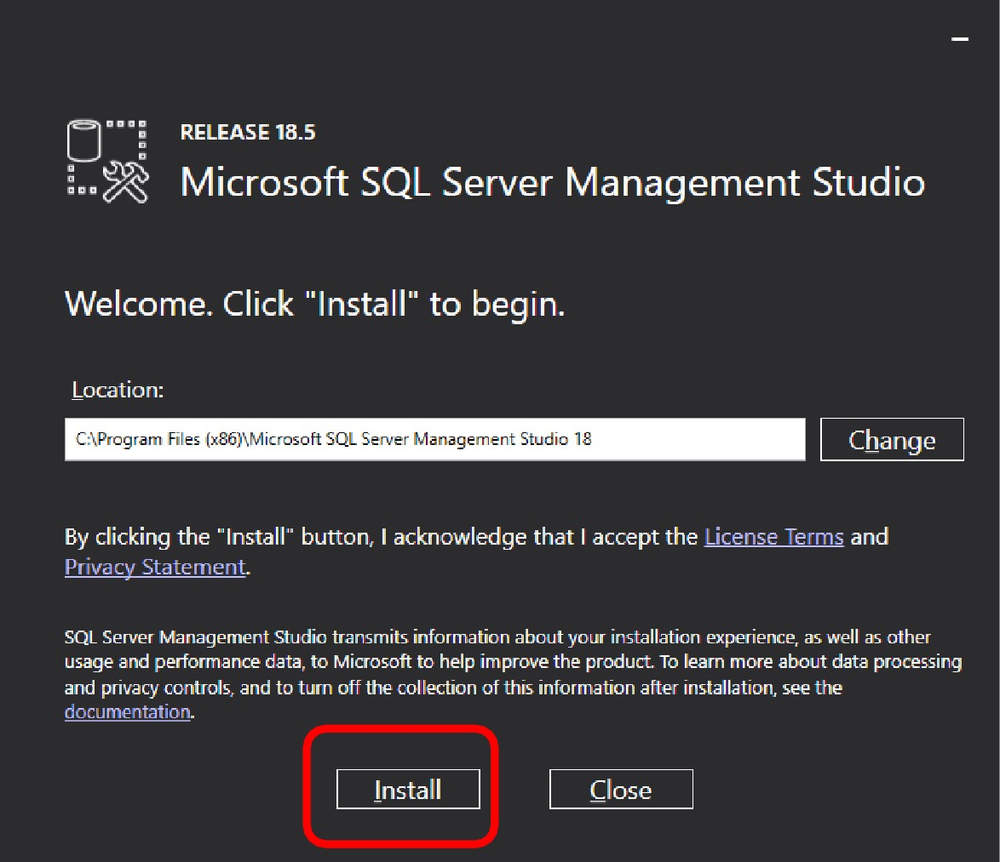 RELEASE 18.5
Microsoft SQL Server Management Studio
Welcome. Click "Install" to begin.
Location:
C:\Program Files (x86)\Microsoft SQL Server Management Studio 18
Change
By clicking the "Install" button, I acknowledge that I accept the License Terms and
Privacy Statement.
SQL Server Management Studio transmits information about your installation experience, as well as other
usage and performance data, to Microsoft to help improve the product. To learn more about data processing
and privacy controls, and to turn off the collection of this information after installation, see the
documentation.
Install
Close